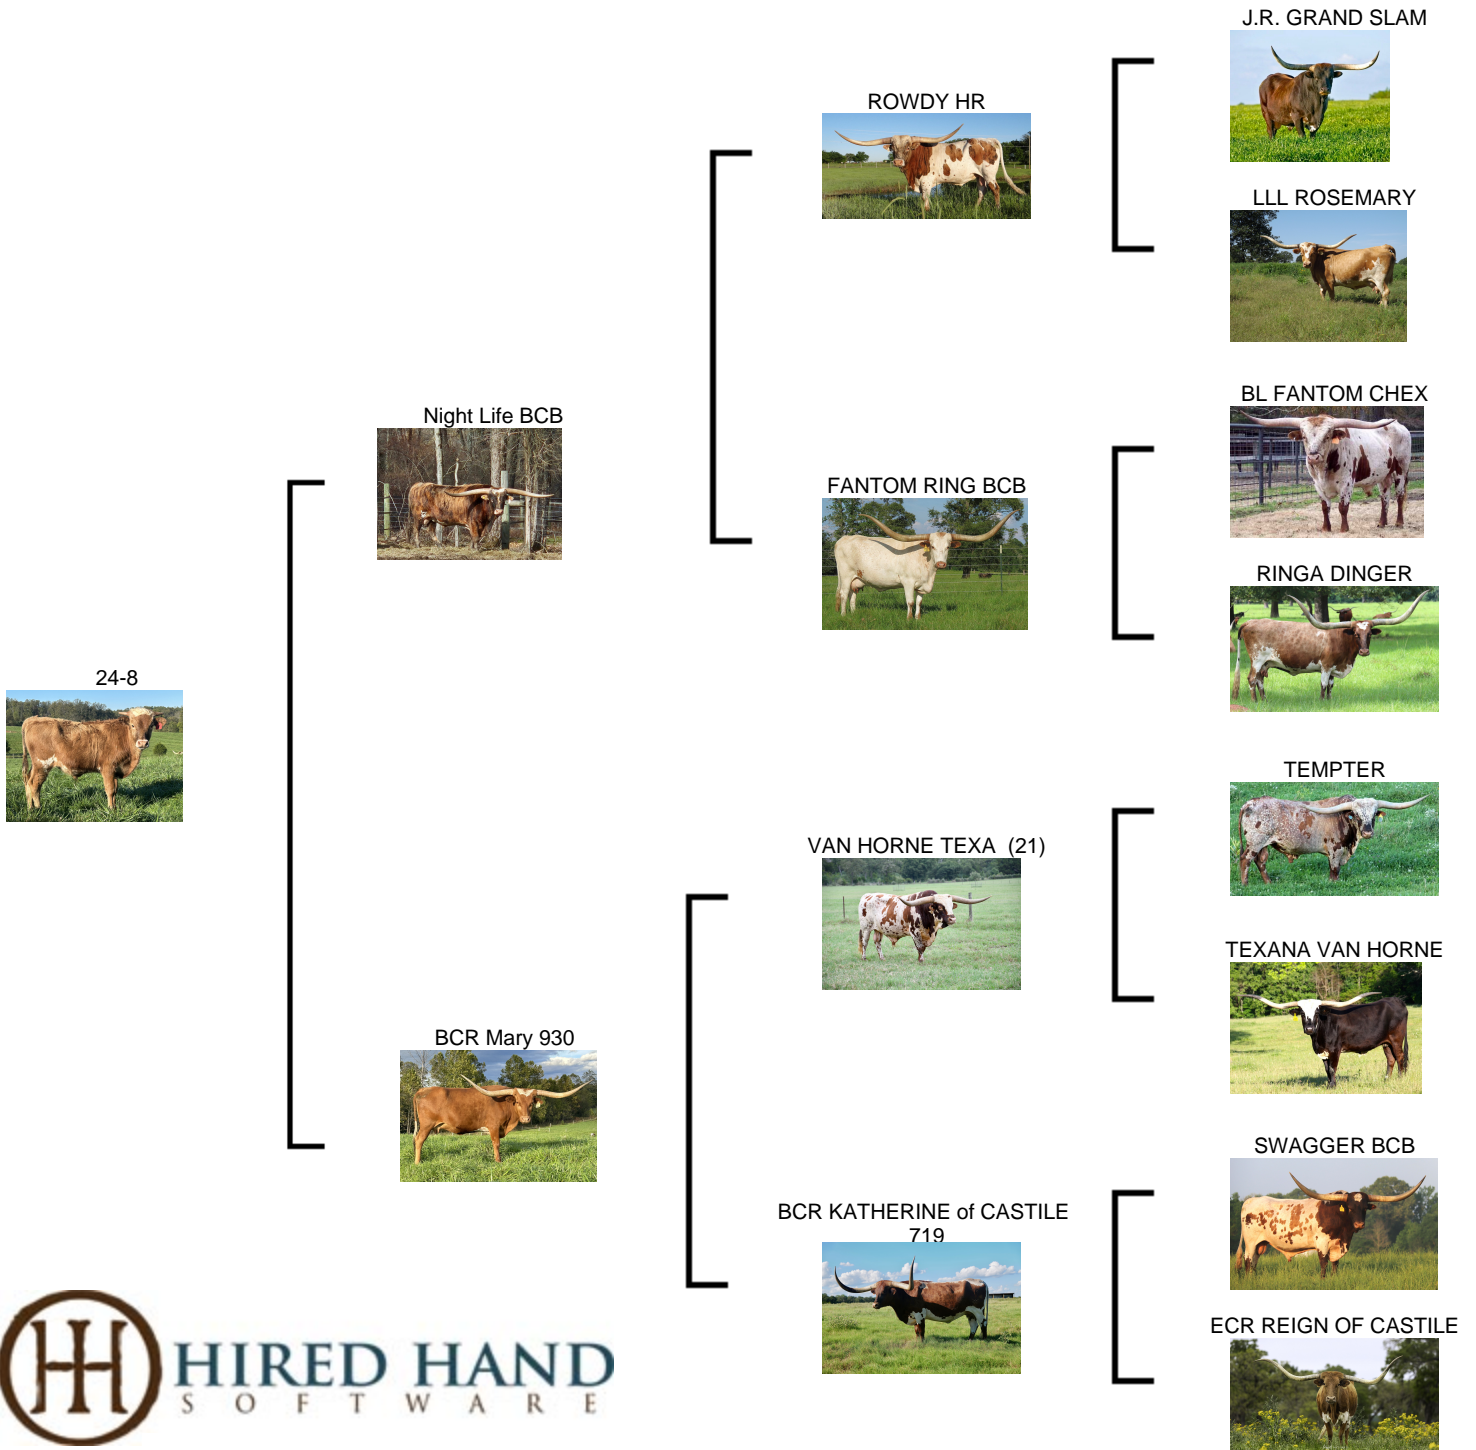 J.R. GRAND SLAM
ROWDY HR
LLL ROSEMARY
BL FANTOM CHEX
Night Life BCB
FANTOM RING BCB
RINGA DINGER
24-8
TEMPTER
VAN HORNE TEXA  (21)
TEXANA VAN HORNE
BCR Mary 930
SWAGGER BCB
BCR KATHERINE of CASTILE
719
ECR REIGN OF CASTILE
HIRED HAND
SOFTWARE